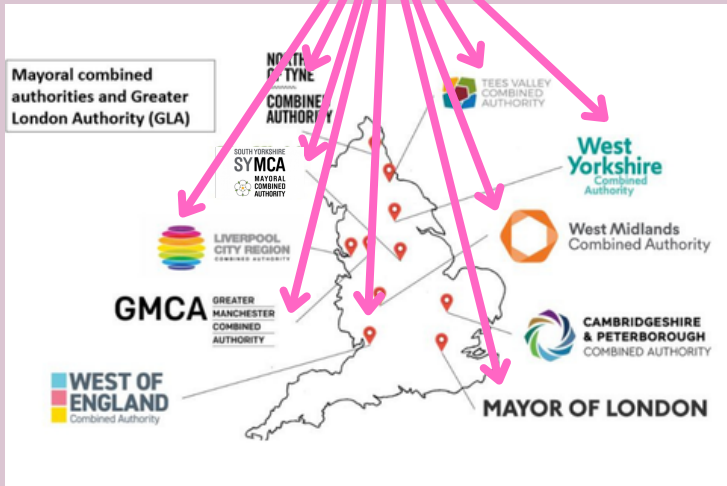 Mayoral combined
authorities and Greater
London Authority (GLA)
NORTH
OF TYNE
COMBINED
AUTHORITY
TEES VALLEY
COMBINED
AUTHORITY
SOUTH YORKSHIRE
SYMCA
MAYORAL
COMBINED
AUTHORITY
West
Yorkshire
Combined
Authority
LIVERPOOL
CITY REGION
COMBINED AUTHORITY
West Midlands
Combined Authority
GMCA
GREATER
MANCHESTER
COMBINED
AUTHORITY
CAMBRIDGESHIRE
& PETERBOROUGH
COMBINED AUTHORITY
WEST OF
ENGLAND
Combined Authority
MAYOR OF LONDON